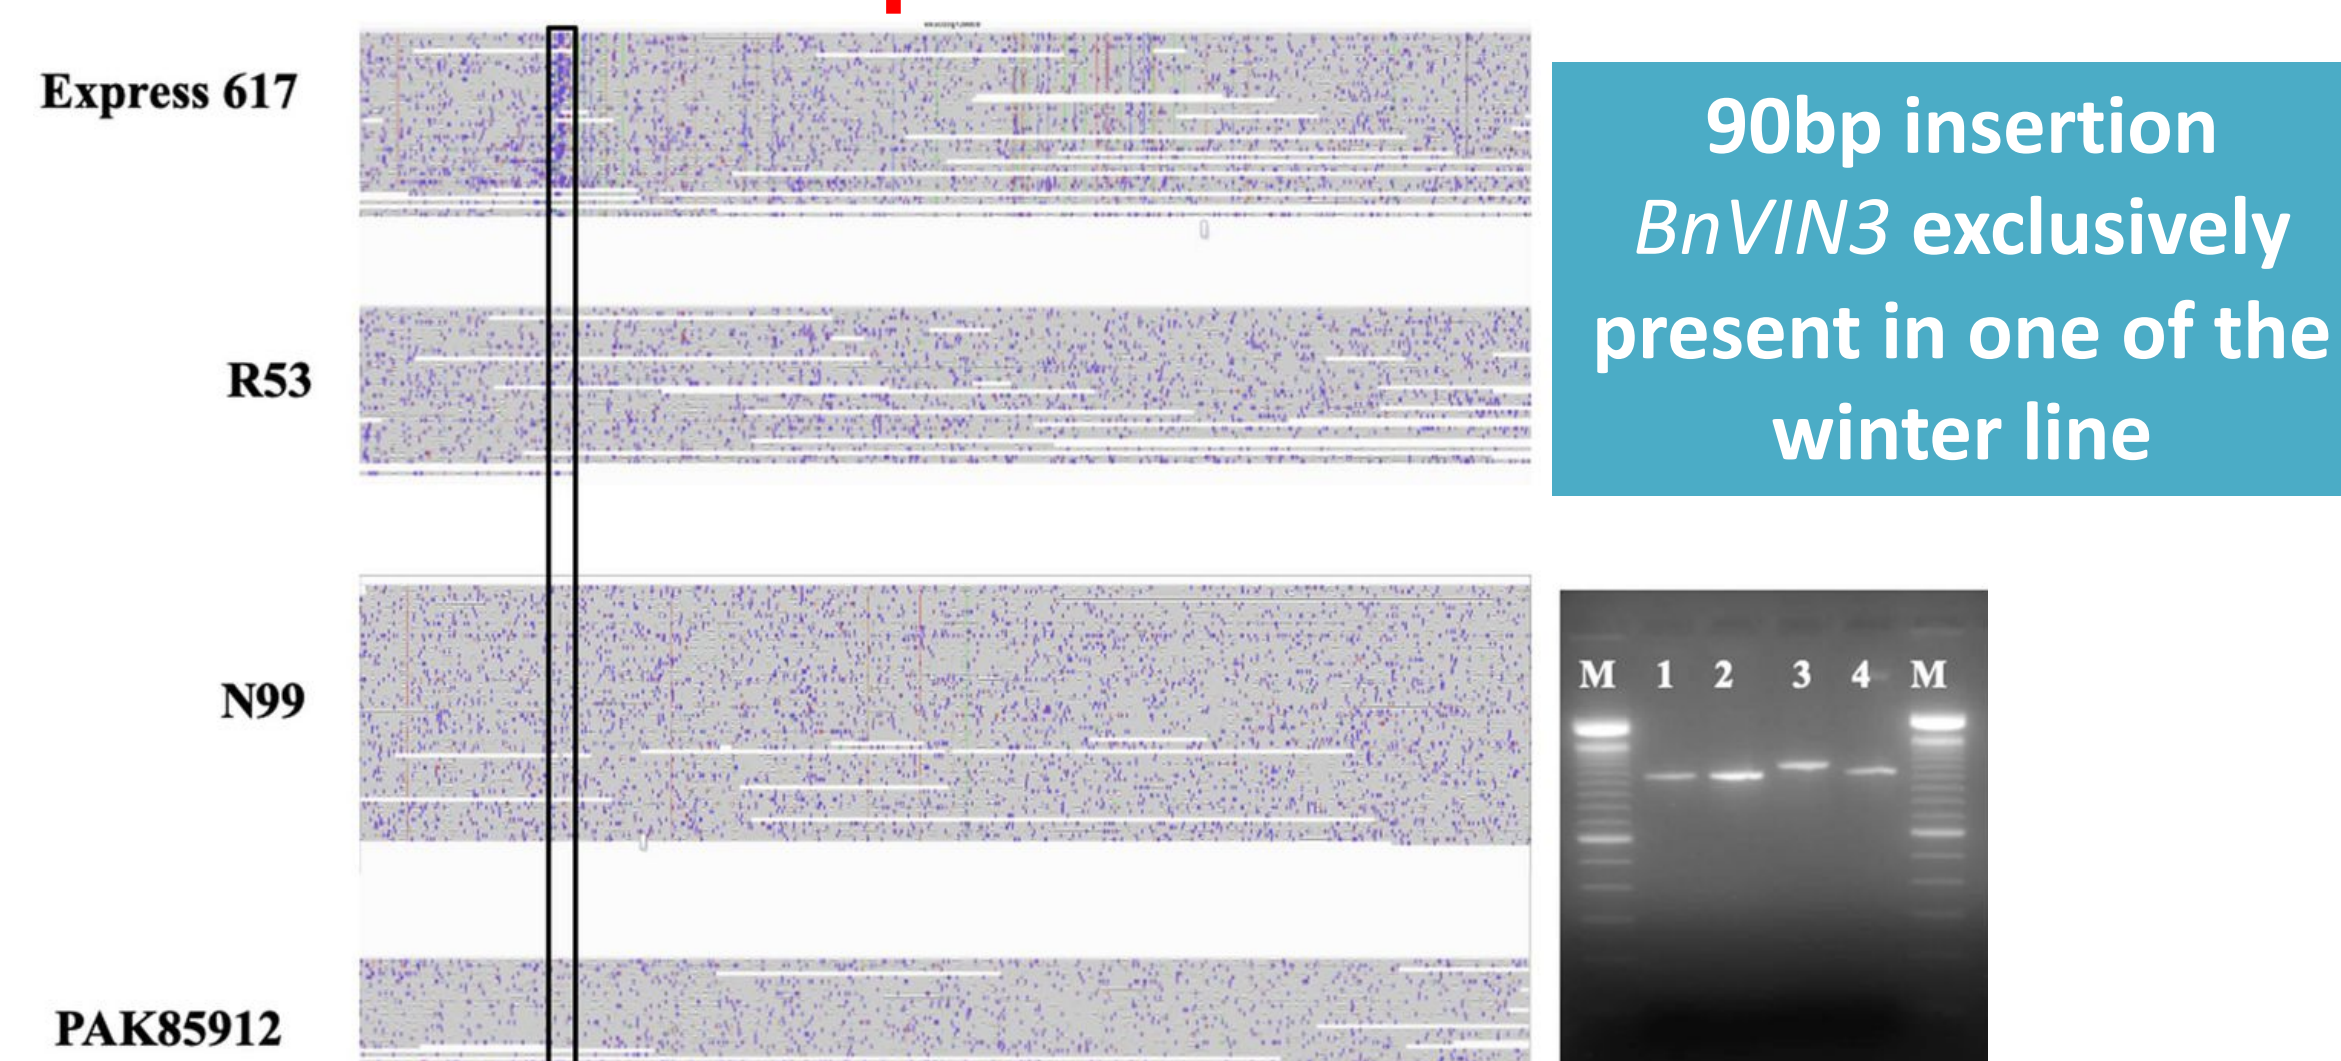 Express 617
R53
N99
PAK85912
90bp insertion
BnVIN3 exclusively
present in one of the
winter line
M 1 2 3 4 M